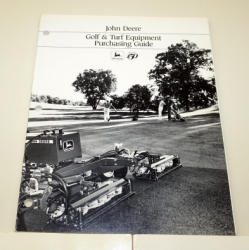 John Deere
Golf & Turf Equipment
Purchasing Guide